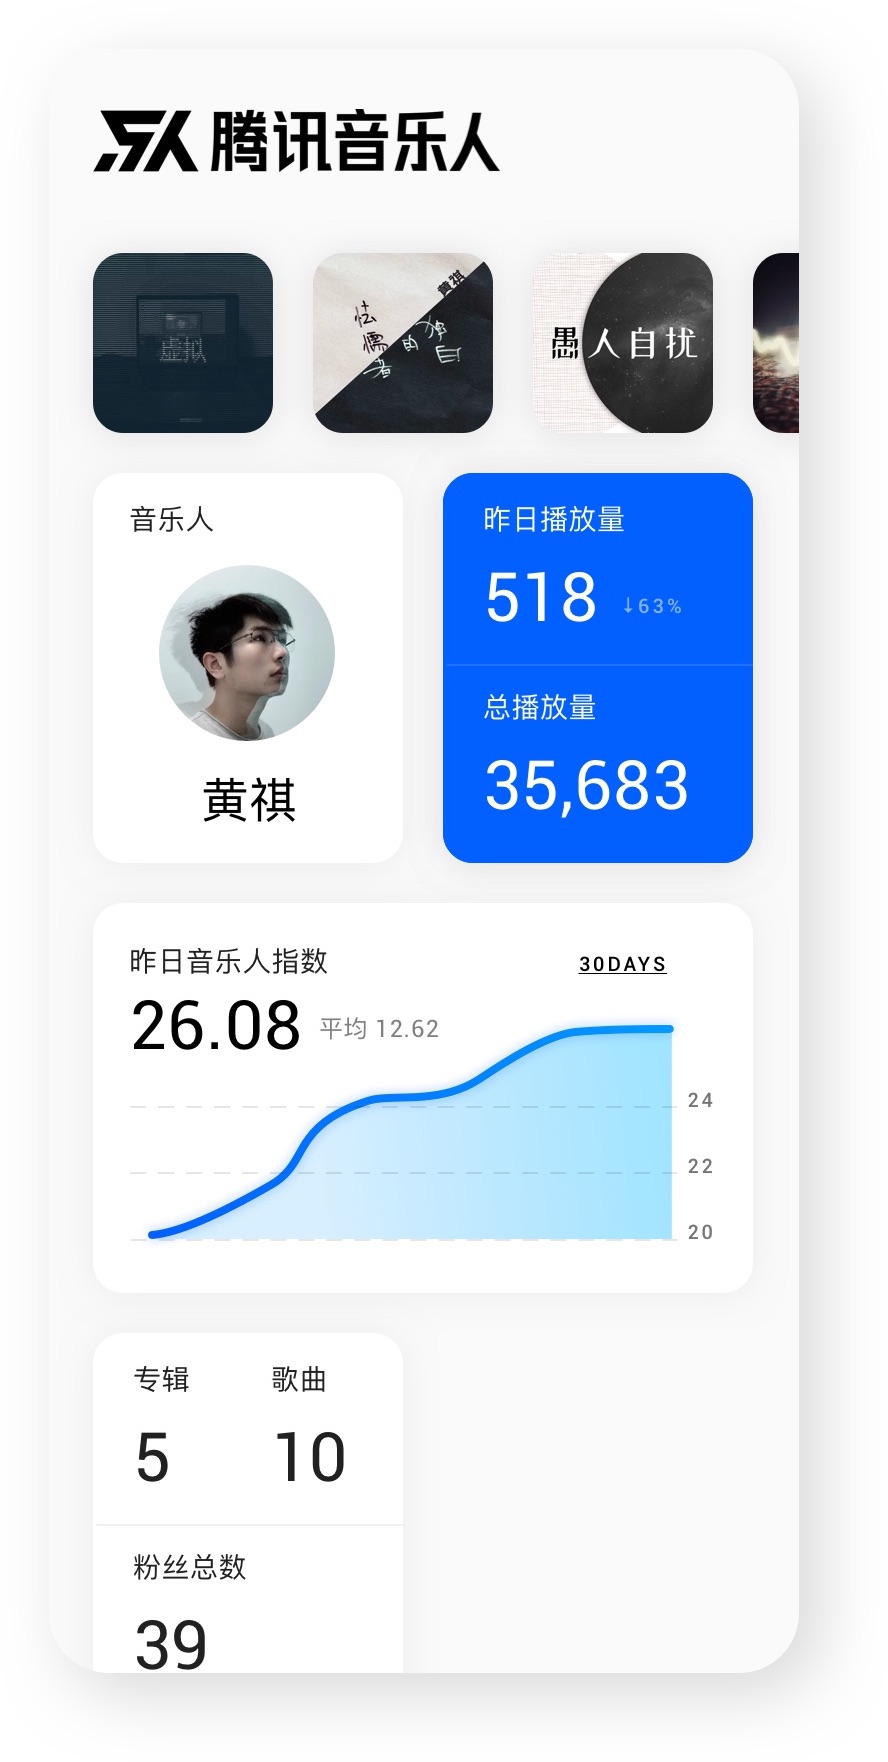 腾讯音乐人
虚拟
黄祺
怯懦者的独白
愚人自扰
音乐人
黄祺
昨日播放量
518 ↓63%
总播放量
35,683
昨日音乐人指数
30DAYS
26.08 平均 12.62
24
22
20
专辑 歌曲
5 10
粉丝总数
39